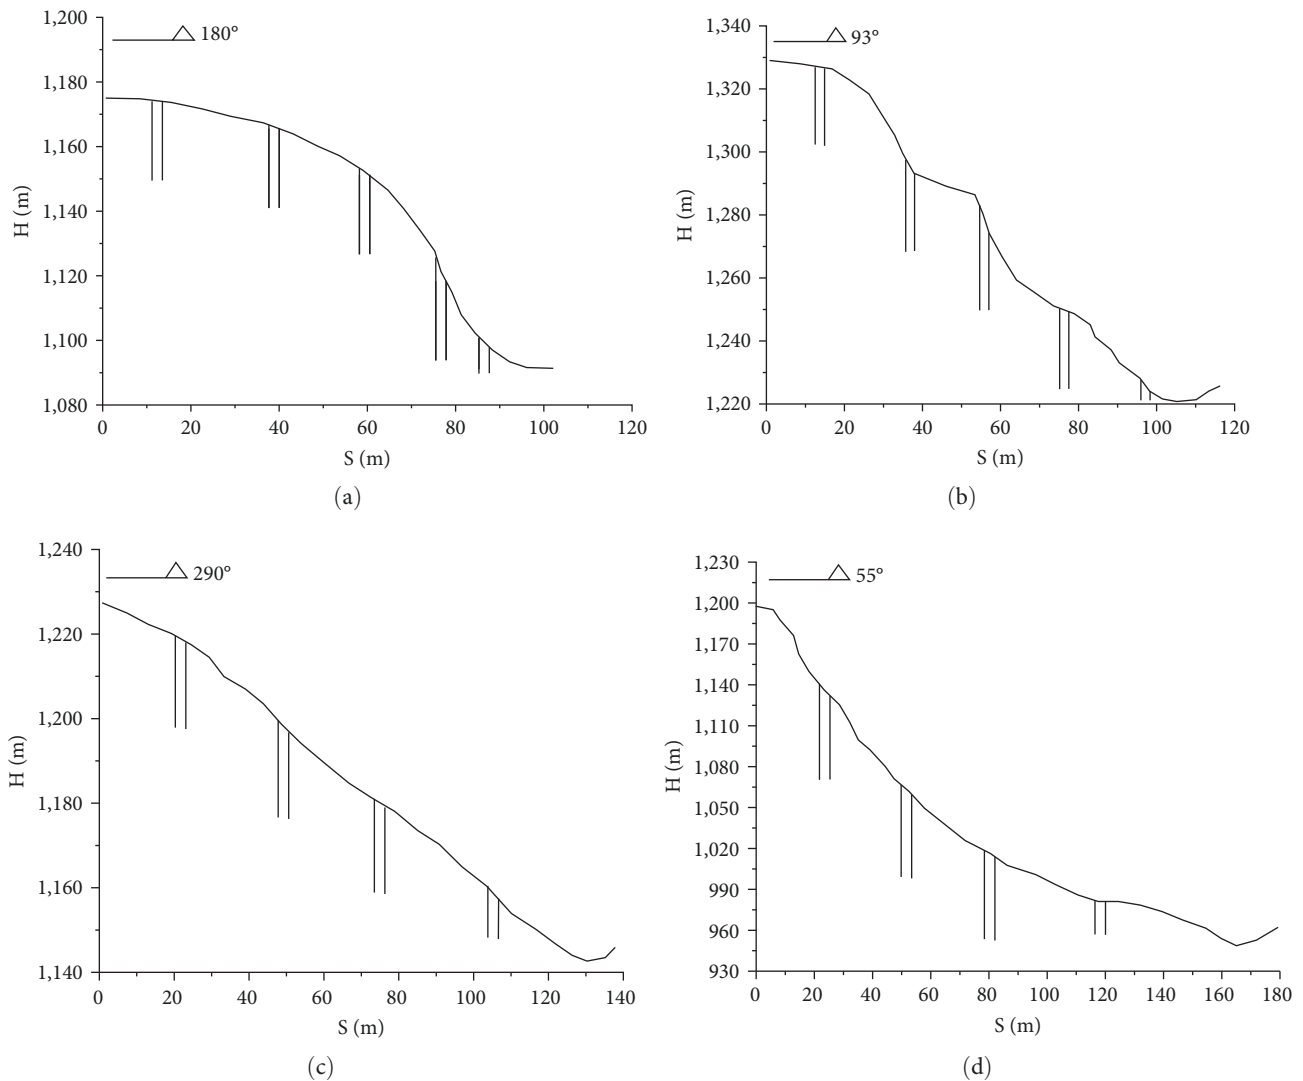 1,200
1,180
1,160
1,140
1,120
1,100
1,080
H (m)
180°
0 20 40 60 80 100 120
S (m)
(a)
1,340
1,320
1,300
1,280
1,260
1,240
1,220
H (m)
93°
0 20 40 60 80 100 120
S (m)
(b)
1,240
1,220
1,200
1,180
1,160
1,140
H (m)
290°
0 20 40 60 80 100 120 140
S (m)
(c)
1,230
1,200
1,170
1,140
1,110
1,080
1,050
1,020
990
960
930
H (m)
55°
0 20 40 60 80 100 120 140 160 180
S (m)
(d)